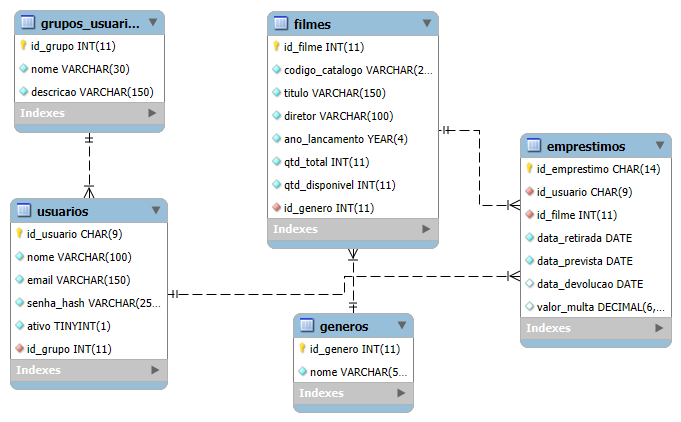 grupos_usuari...
id_grupo INT(11)
nome VARCHAR(30)
descricao VARCHAR(150)
Indexes
usuarios
id_usuario CHAR(9)
nome VARCHAR(100)
email VARCHAR(150)
senha_hash VARCHAR(25...
ativo TINYINT(1)
id_grupo INT(11)
Indexes
filmes
id_filme INT(11)
codigo_catalogo VARCHAR(2...
titulo VARCHAR(150)
diretor VARCHAR(100)
ano_lancamento YEAR(4)
qtd_total INT(11)
qtd_disponivel INT(11)
id_genero INT(11)
Indexes
generos
id_genero INT(11)
nome VARCHAR(5...
Indexes
emprestimos
id_emprestimo CHAR(14)
id_usuario CHAR(9)
id_filme INT(11)
data_retirada DATE
data_prevista DATE
data_devolucao DATE
valor_multa DECIMAL(6,...
Indexes